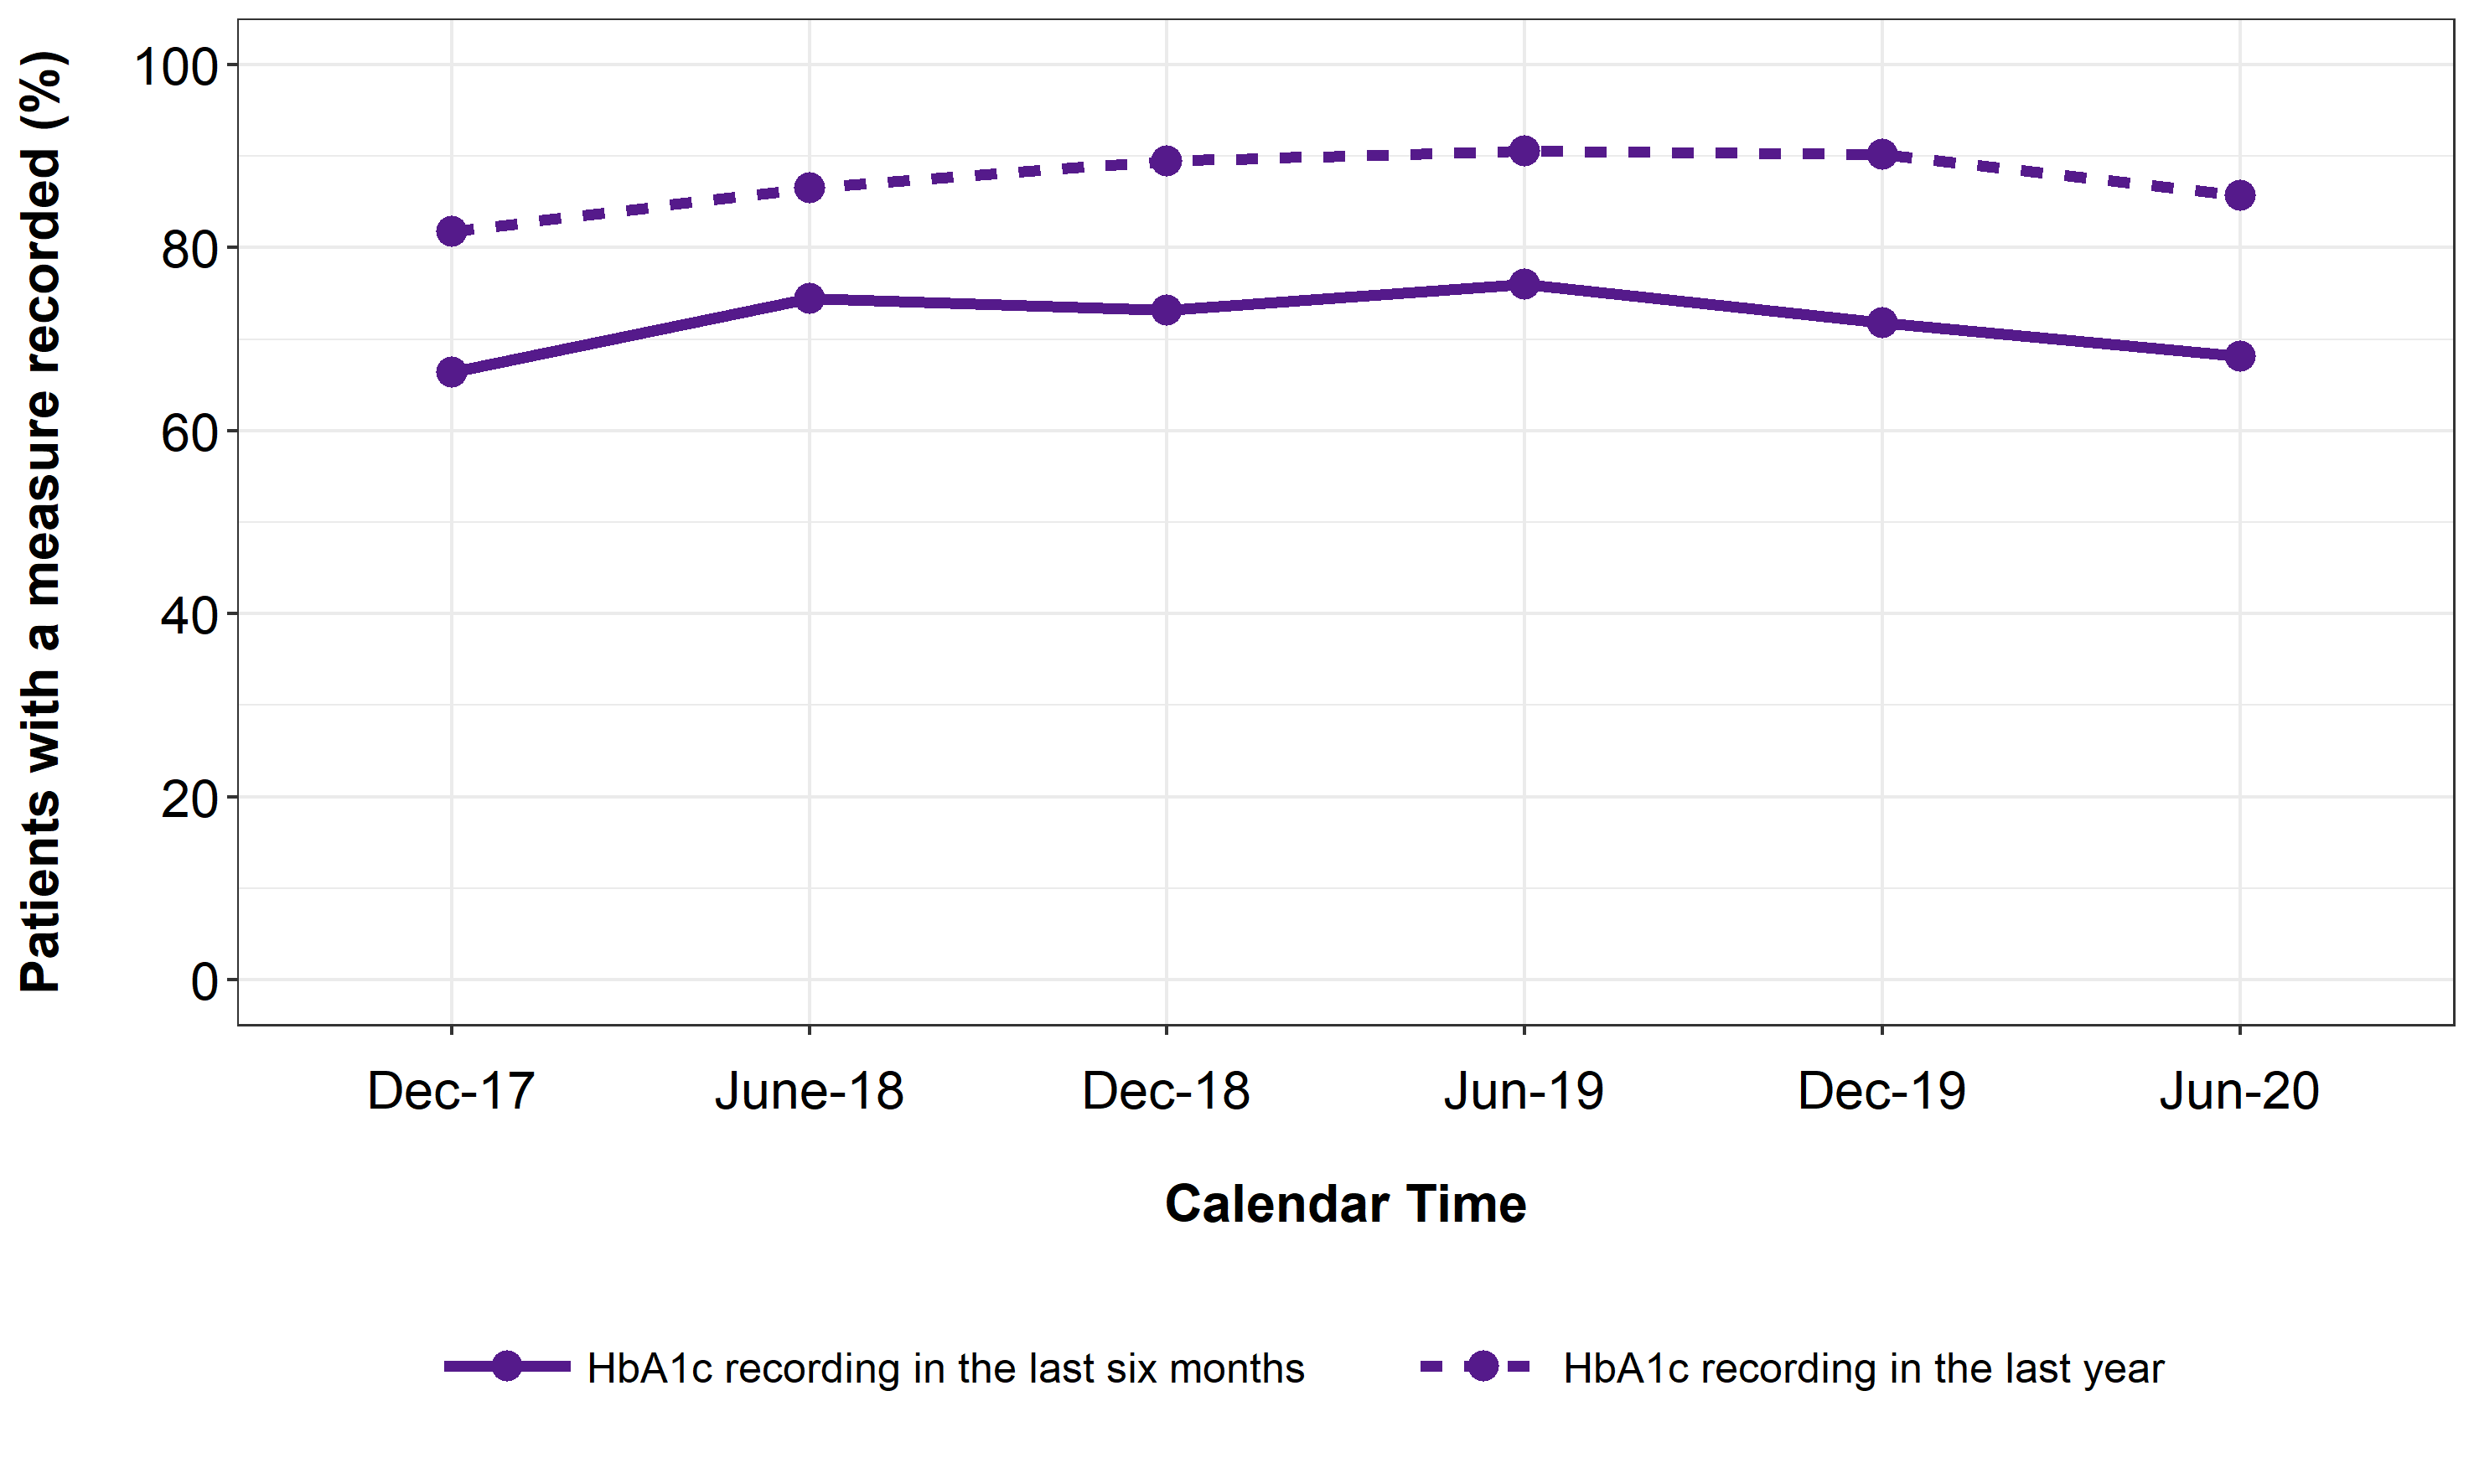 Patients with a measure recorded (%)
100
80
60
40
20
0
Dec-17 June-18 Dec-18 Jun-19 Dec-19 Jun-20
Calendar Time
HbA1c recording in the last six months HbA1c recording in the last year